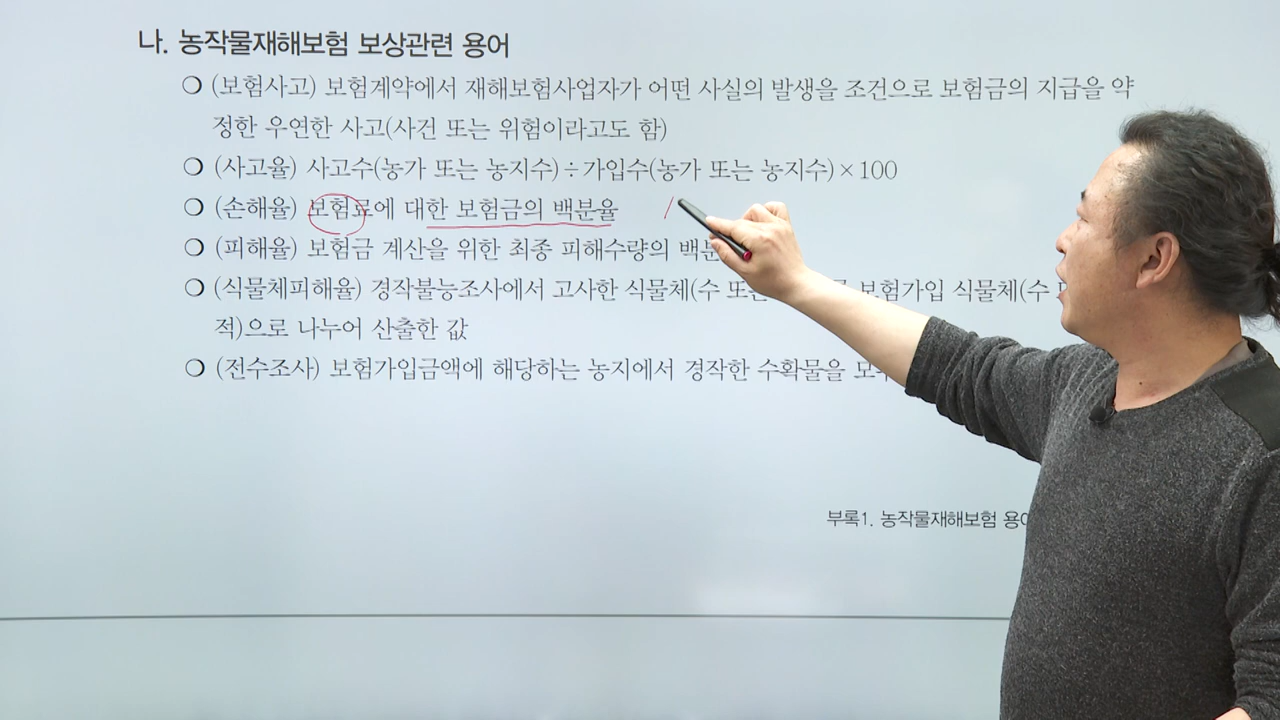 나. 농작물재해보험 보상관련 용어
❍ (보험사고) 보험계약에서 재해보험사업자가 어떤 사실의 발생을 조건으로 보험금의 지급을 약
정한 우연한 사고(사건 또는 위험이라고도 함)
❍ (사고율) 사고수(농가 또는 농지수)÷가입수(농가 또는 농지수)×100
❍ (손해율) 보험료에 대한 보험금의 백분율
❍ (피해율) 보험금 계산을 위한 최종 피해수량의
❍ (식물체피해율) 경작불능조사에서 고사한 식물체(수 또는 보험가입 식물체(수
적)으로 나누어 산출한 값
❍ (전수조사) 보험가입금액에 해당하는 농지에서 경작한 수확물을
부록1. 농작물재해보험